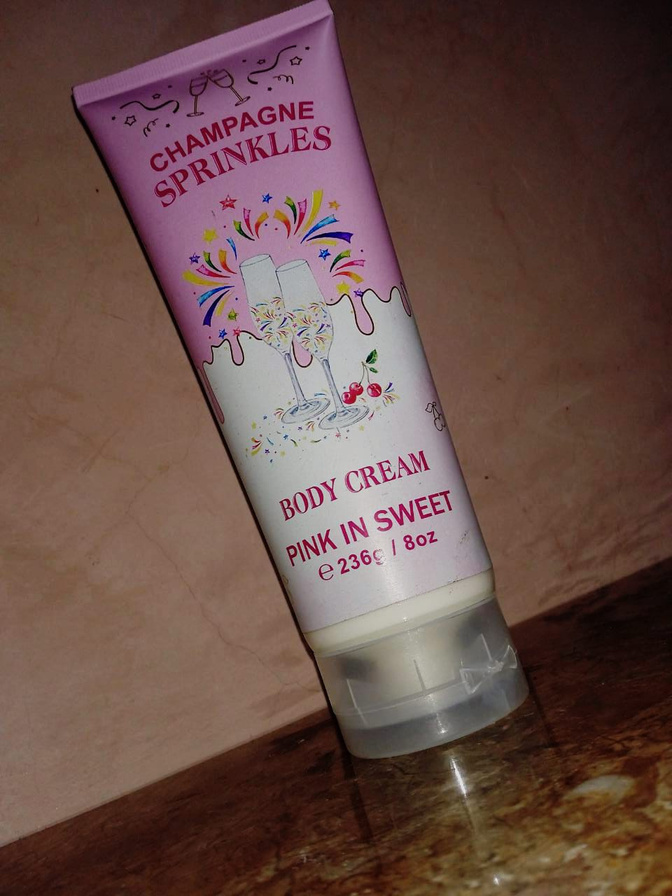 CHAMPAGNE
SPRINKLES
BODY CREAM
PINK IN SWEET
℮ 236g / 8oz